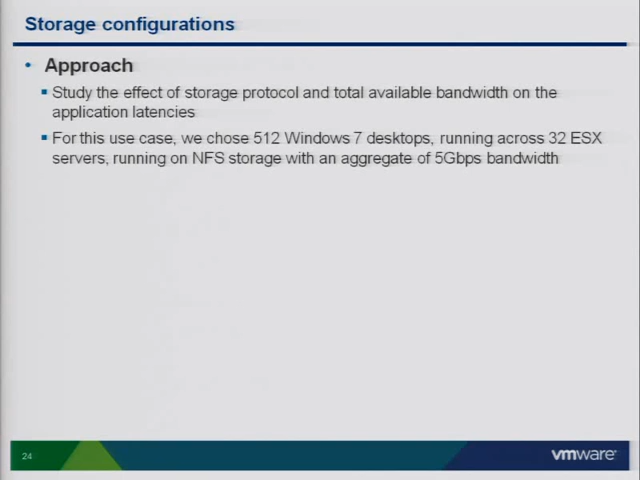 Storage configurations
• Approach
▪ Study the effect of storage protocol and total available bandwidth on the
application latencies
▪ For this use case, we chose 512 Windows 7 desktops, running across 32 ESX
servers, running on NFS storage with an aggregate of 5Gbps bandwidth
24
vmware